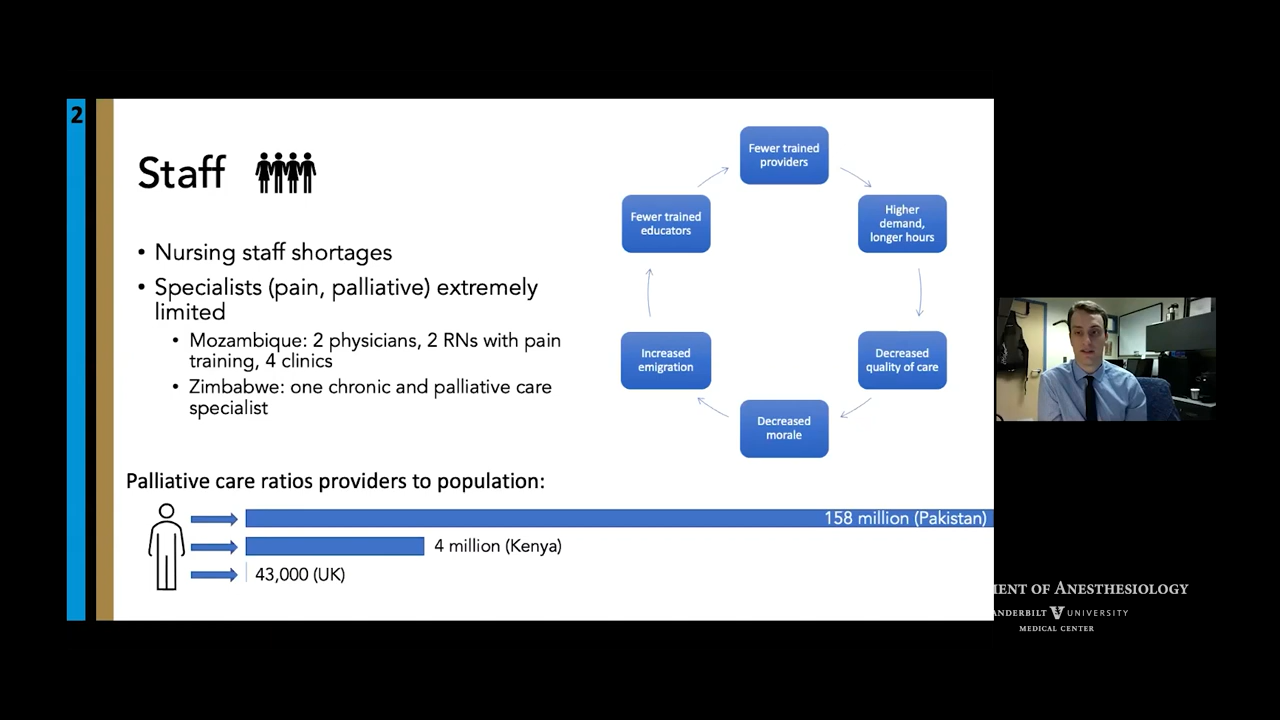 2
Staff
• Nursing staff shortages
• Specialists (pain, palliative) extremely
limited
• Mozambique: 2 physicians, 2 RNs with pain
training, 4 clinics
• Zimbabwe: one chronic and palliative care
specialist
Fewer trained
providers
Higher
demand,
longer hours
Decreased
quality of care
Decreased
morale
Increased
emigration
Fewer trained
educators
Palliative care ratios providers to population:
158 million (Pakistan)
4 million (Kenya)
43,000 (UK)
OF ANESTHESIOLOGY
UNIVERSITY
MEDICAL CENTER